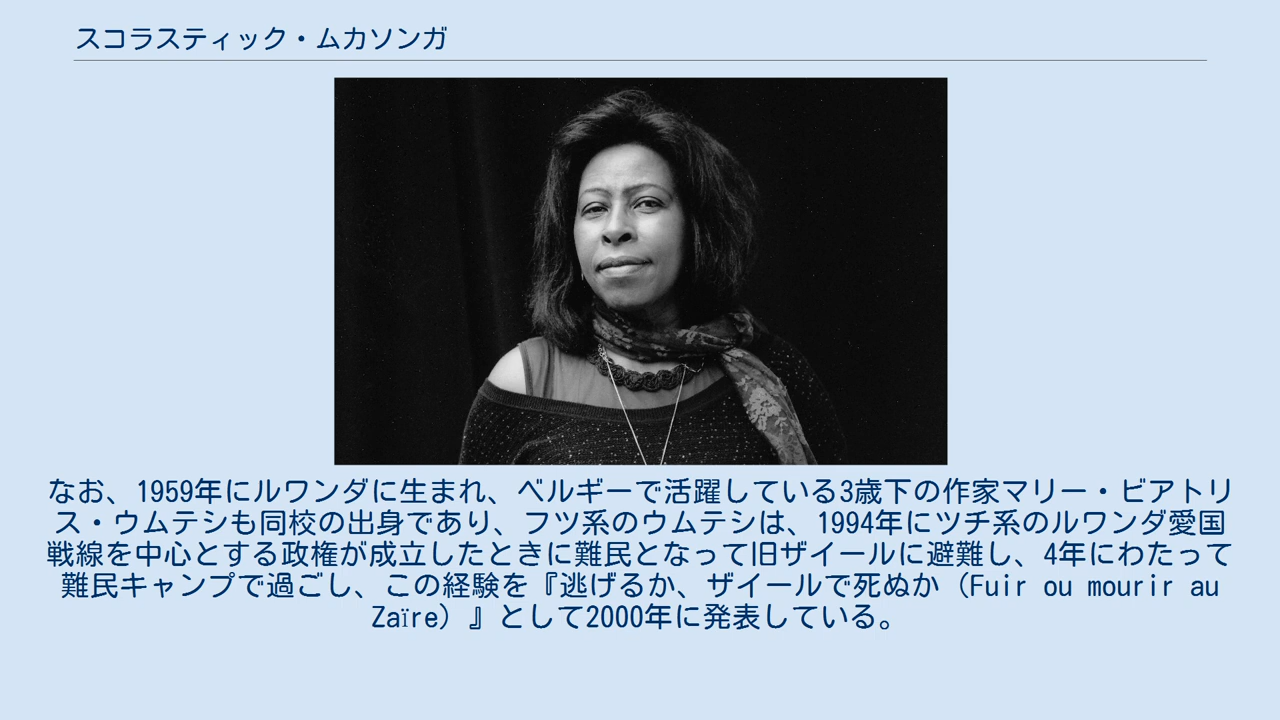 スコラスティック・ムカソンガ
なお、1959年にルワンダに生まれ、ベルギーで活躍している3歳下の作家マリー・ビアトリ
ス・ウムテシも同校の出身であり、フツ系のウムテシは、1994年にツチ系のルワンダ愛国
戦線を中心とする政権が成立したときに難民となって旧ザイールに避難し、4年にわたって
難民キャンプで過ごし、この経験を『逃げるか、ザイールで死ぬか（Fuir ou mourir au
Zaïre）』として2000年に発表している。